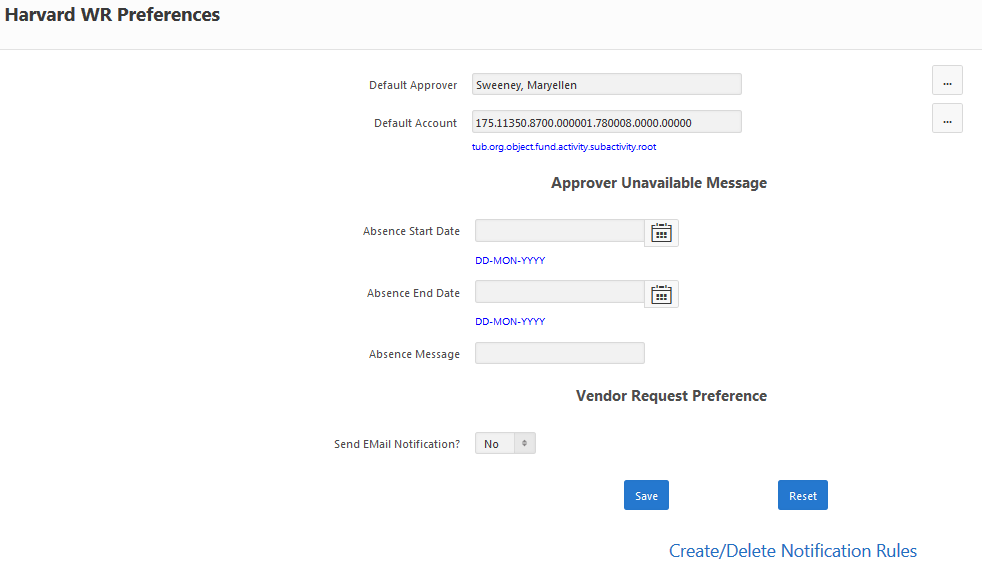 Harvard WR Preferences
Default Approver Sweeney, Maryellen ...
Default Account 175.11350.8700.000001.780008.0000.00000 ...
tub.org.object.fund.activity.subactivity.root
Approver Unavailable Message
Absence Start Date
DD-MON-YYYY
Absence End Date
DD-MON-YYYY
Absence Message
Vendor Request Preference
Send EMail Notification? No
Save Reset
Create/Delete Notification Rules